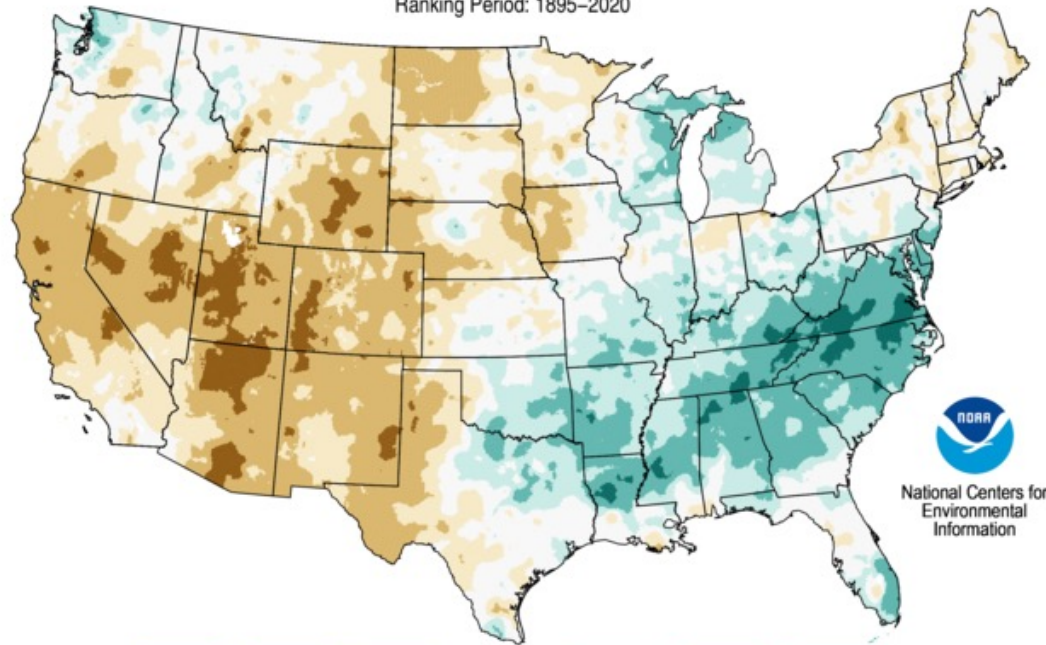 Ranking Period: 1895–2020
NOAA
National Centers for
Environmental
Information